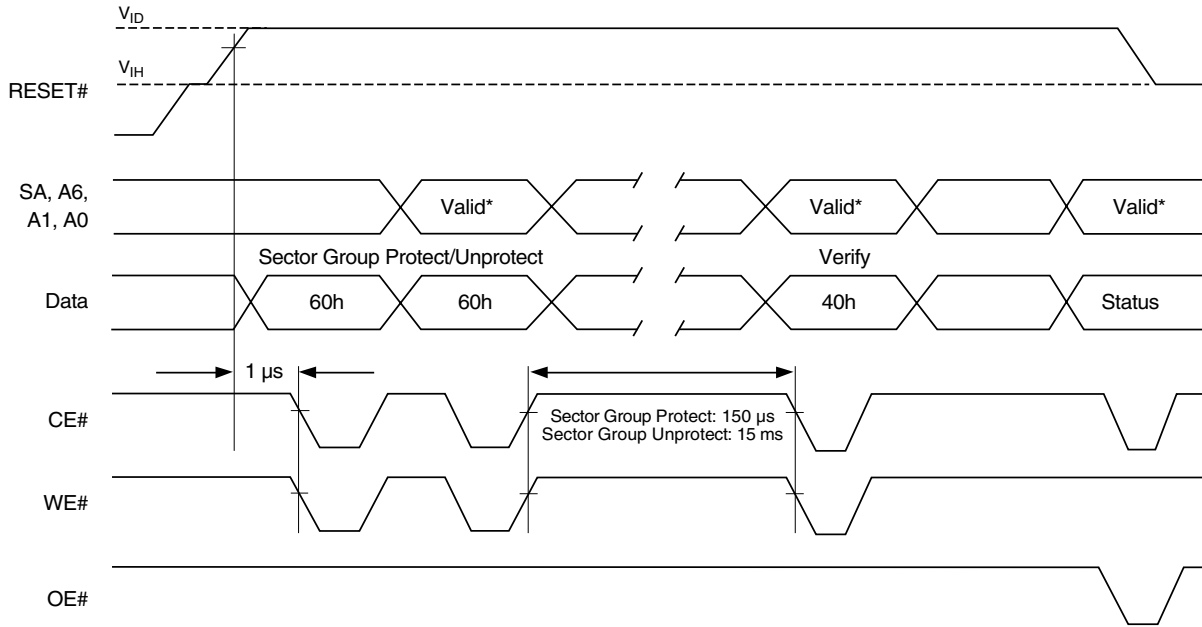 VID
VIH
RESET#
SA, A6,
A1, A0
Valid*
Valid*
Valid*
Sector Group Protect/Unprotect
Verify
Data
60h
60h
40h
Status
1 µs
CE#
Sector Group Protect: 150 µs
Sector Group Unprotect: 15 ms
WE#
OE#